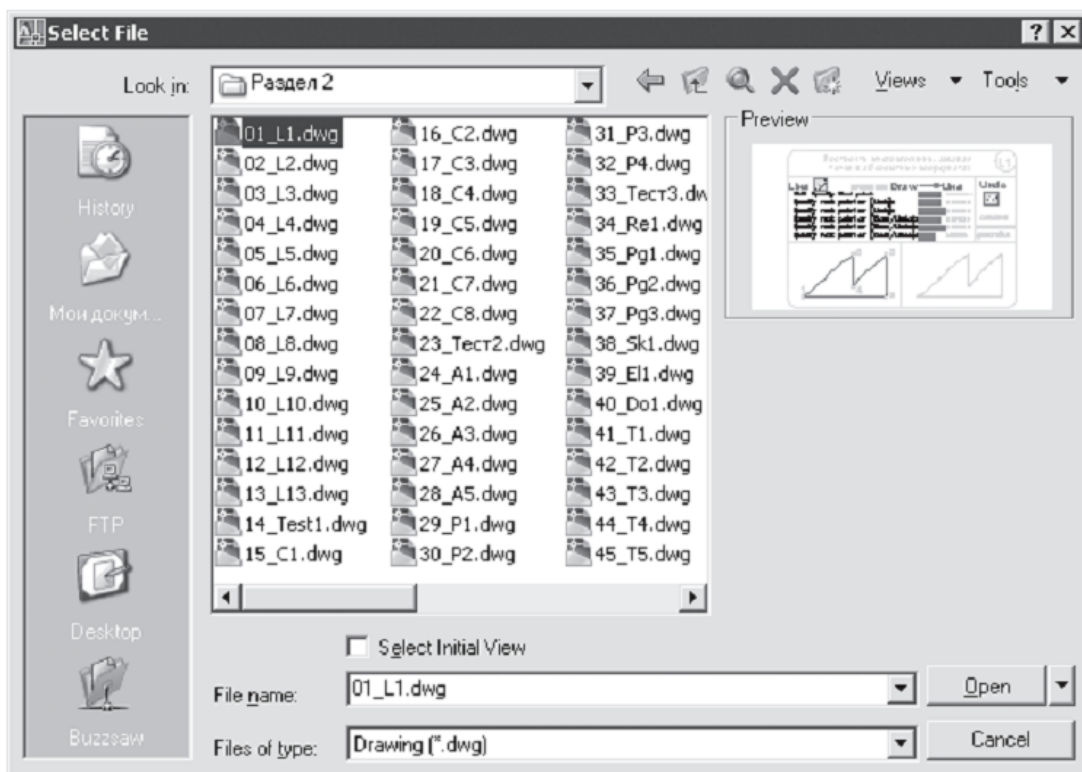 Select File
Look in: Раздел 2 Views Tools
History
Мои докум...
Favorites
FTP
Desktop
Buzzsaw
01_L1.dwg
02_L2.dwg
03_L3.dwg
04_L4.dwg
05_L5.dwg
06_L6.dwg
07_L7.dwg
08_L8.dwg
09_L9.dwg
10_L10.dwg
11_L11.dwg
12_L12.dwg
13_L13.dwg
14_Test1.dwg
15_C1.dwg
16_C2.dwg
17_C3.dwg
18_C4.dwg
19_C5.dwg
20_C6.dwg
21_C7.dwg
22_C8.dwg
23_Тест2.dwg
24_A1.dwg
25_A2.dwg
26_A3.dwg
27_A4.dwg
28_A5.dwg
29_P1.dwg
30_P2.dwg
31_P3.dwg
32_P4.dwg
33_Тест3.dw
34_Re1.dwg
35_Pg1.dwg
36_Pg2.dwg
37_Pg3.dwg
38_Sk1.dwg
39_El1.dwg
40_Do1.dwg
41_T1.dwg
42_T2.dwg
43_T3.dwg
44_T4.dwg
45_T5.dwg
Preview
L1
Line Draw Line Undo
Select Initial View
File name: 01_L1.dwg Open
Files of type: Drawing (*.dwg) Cancel